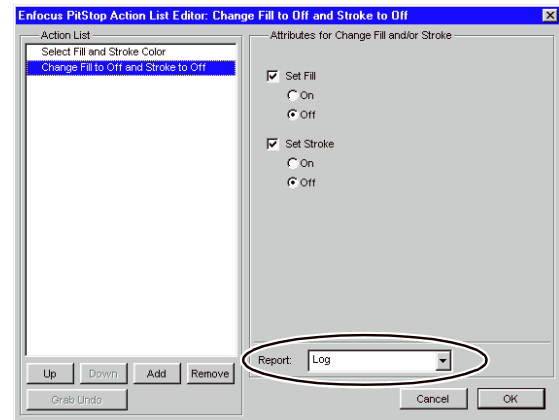 Enfocus PitStop Action List Editor: Change Fill to Off and Stroke to Off
Action List
Select Fill and Stroke Color
Change Fill to Off and Stroke to Off
Up
Down
Add
Remove
Grab Undo
Attributes for Change Fill and/or Stroke
Set Fill
On
Off
Set Stroke
On
Off
Report: Log
Cancel
OK